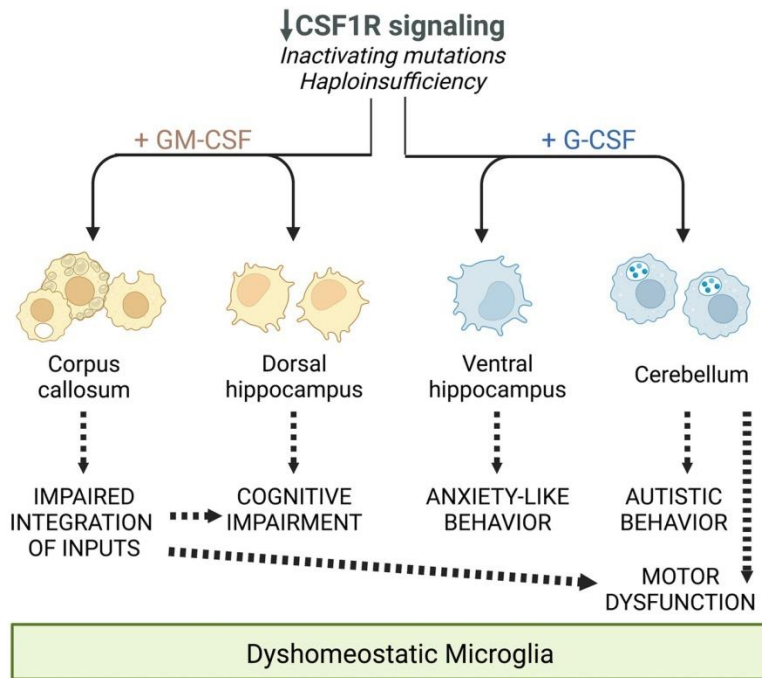 ↓CSF1R signaling
Inactivating mutations
Haploinsufficiency
+ GM-CSF
+ G-CSF
Corpus
callosum
Dorsal
hippocampus
Ventral
hippocampus
Cerebellum
IMPAIRED
INTEGRATION
OF INPUTS
COGNITIVE
IMPAIRMENT
ANXIETY-LIKE
BEHAVIOR
AUTISTIC
BEHAVIOR
MOTOR
DYSFUNCTION
Dyshomeostatic Microglia